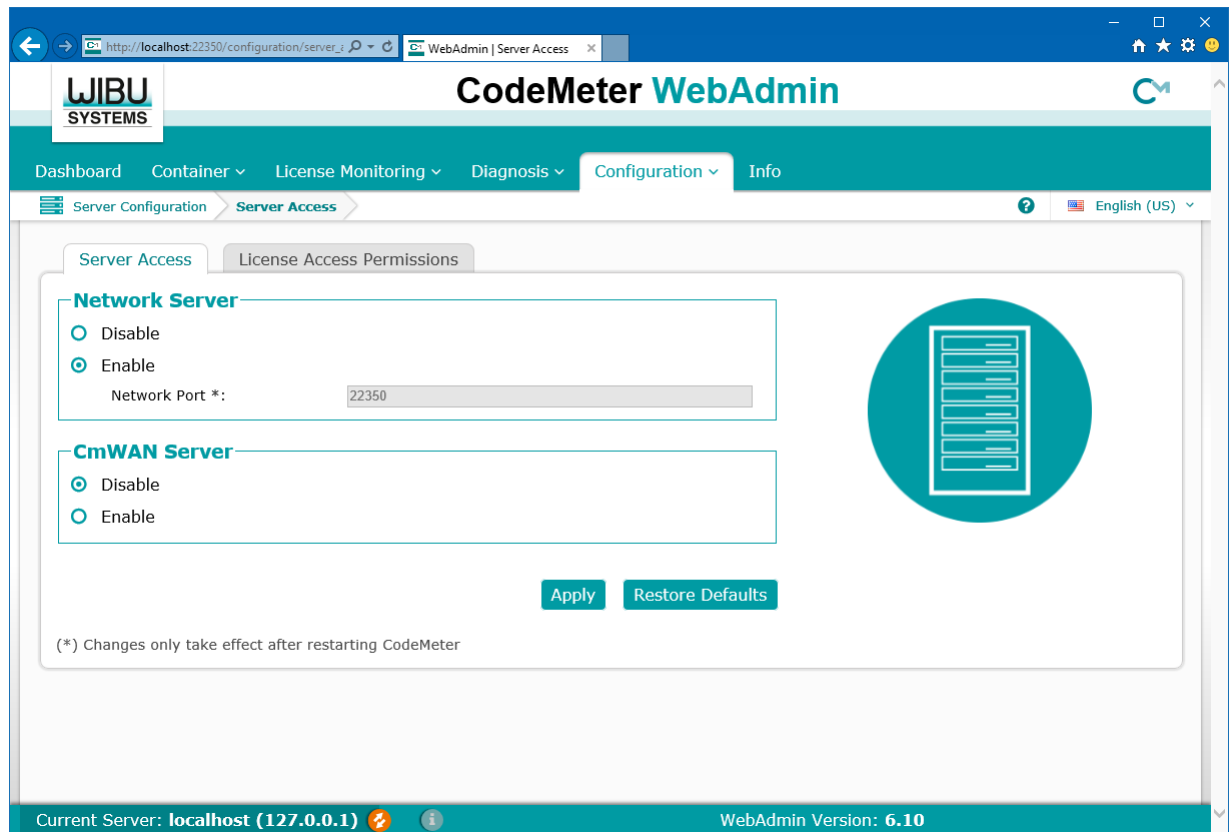 http://localhost:22350/configuration/server_a
WebAdmin | Server Access
WIBU
SYSTEMS
CodeMeter WebAdmin
Dashboard Container License Monitoring Diagnosis Configuration Info
Server Configuration Server Access
English (US)
Server Access License Access Permissions
Network Server
Disable
Enable
Network Port *: 22350
CmWAN Server
Disable
Enable
Apply Restore Defaults
(*) Changes only take effect after restarting CodeMeter
Current Server: localhost (127.0.0.1) WebAdmin Version: 6.10